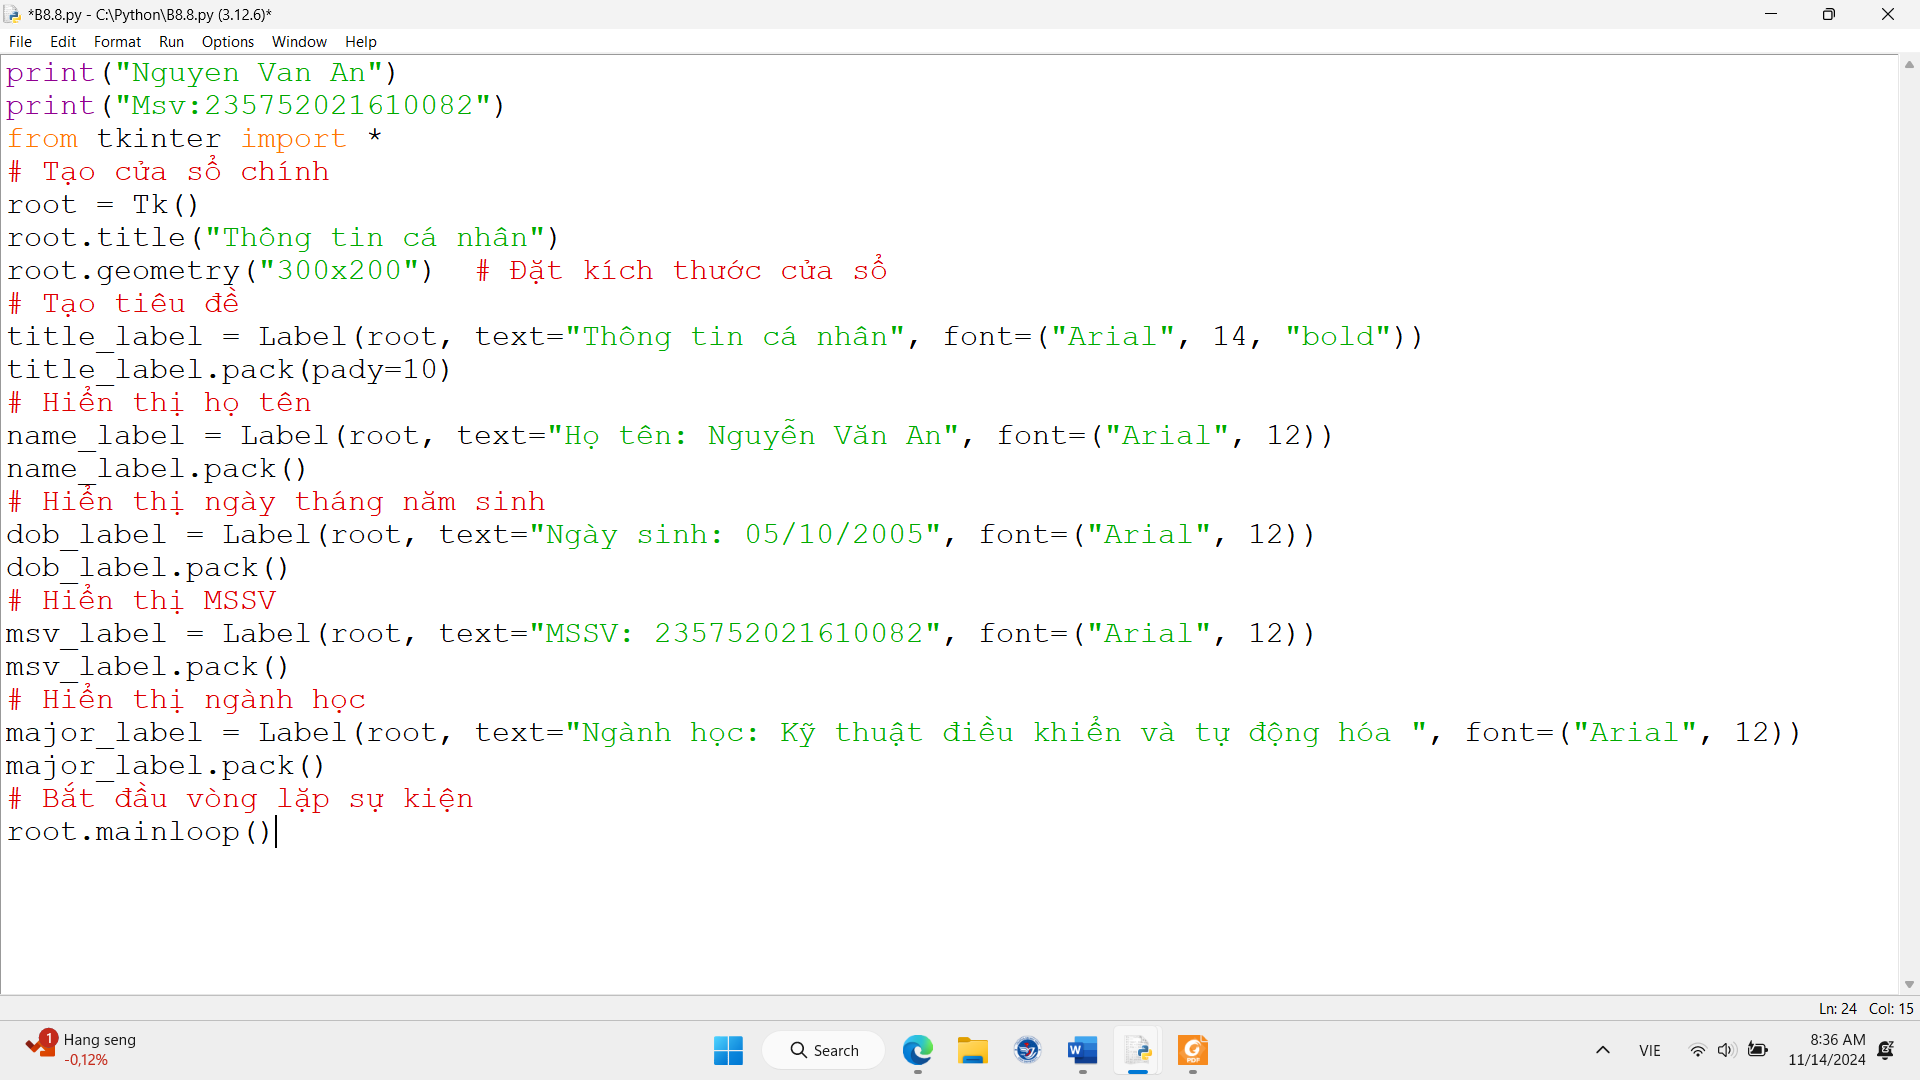 *B8.8.py - C:\Python\B8.8.py (3.12.6)*
File Edit Format Run Options Window Help
print("Nguyen Van An")
print("Msv:235752021610082")
from tkinter import *
# Tạo cửa sổ chính
root = Tk()
root.title("Thông tin cá nhân")
root.geometry("300x200")  # Đặt kích thước cửa sổ
# Tạo tiêu đề
title_label = Label(root, text="Thông tin cá nhân", font=("Arial", 14, "bold"))
title_label.pack(pady=10)
# Hiển thị họ tên
name_label = Label(root, text="Họ tên: Nguyễn Văn An", font=("Arial", 12))
name_label.pack()
# Hiển thị ngày tháng năm sinh
dob_label = Label(root, text="Ngày sinh: 05/10/2005", font=("Arial", 12))
dob_label.pack()
# Hiển thị MSSV
msv_label = Label(root, text="MSSV: 235752021610082", font=("Arial", 12))
msv_label.pack()
# Hiển thị ngành học
major_label = Label(root, text="Ngành học: Kỹ thuật điều khiển và tự động hóa ", font=("Arial", 12))
major_label.pack()
# Bắt đầu vòng lặp sự kiện
root.mainloop()
Ln: 24 Col: 15
1
Hang seng
-0,12%
Search
W
PDF
VIE
8:36 AM
11/14/2024